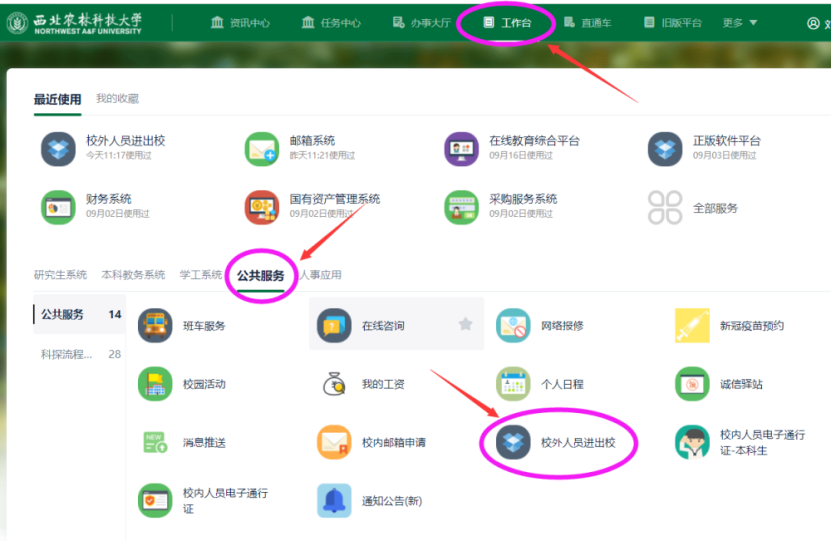 西北农林科技大学
NORTHWEST A&F UNIVERSITY
资讯中心
任务中心
办事大厅
工作台
直通车
旧版平台
更多
最近使用
我的收藏
校外人员进出校
今天11:17使用过
邮箱系统
昨天11:21使用过
在线教育综合平台
09月16日使用过
正版软件平台
09月03日使用过
财务系统
09月02日使用过
国有资产管理系统
09月02日使用过
采购服务系统
09月02日使用过
全部服务
研究生系统
本科教务系统
学工系统
公共服务
人事应用
公共服务 14
科探流程... 28
班车服务
在线咨询
网络报修
新冠疫苗预约
校园活动
我的工资
个人日程
诚信驿站
NEW
消息推送
校内邮箱申请
校外人员进出校
校内人员电子通行
证-本科生
校内人员电子通行
证
通知公告(新)